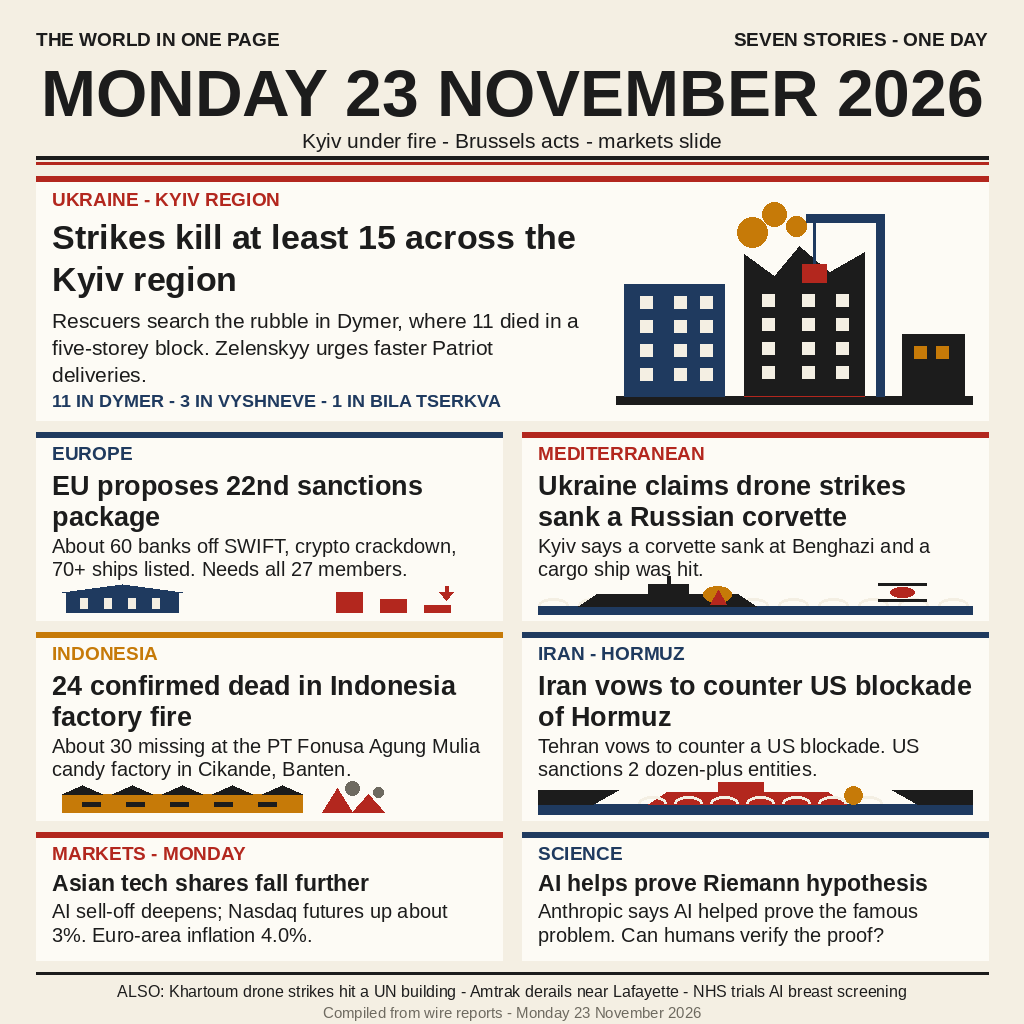 THE WORLD IN ONE PAGE
SEVEN STORIES - ONE DAY
MONDAY 23 NOVEMBER 2026
Kyiv under fire - Brussels acts - markets slide
UKRAINE - KYIV REGION
Strikes kill at least 15 across the
Kyiv region
Rescuers search the rubble in Dymer, where 11 died in a
five-storey block. Zelenskyy urges faster Patriot
deliveries.
11 IN DYMER - 3 IN VYSHNEVE - 1 IN BILA TSERKVA
EUROPE
EU proposes 22nd sanctions
package
About 60 banks off SWIFT, crypto crackdown,
70+ ships listed. Needs all 27 members.
MEDITERRANEAN
Ukraine claims drone strikes
sank a Russian corvette
Kyiv says a corvette sank at Benghazi and a
cargo ship was hit.
INDONESIA
24 confirmed dead in Indonesia
factory fire
About 30 missing at the PT Fonusa Agung Mulia
candy factory in Cikande, Banten.
IRAN - HORMUZ
Iran vows to counter US blockade
of Hormuz
Tehran vows to counter a US blockade. US
sanctions 2 dozen-plus entities.
MARKETS - MONDAY
Asian tech shares fall further
AI sell-off deepens; Nasdaq futures up about
3%. Euro-area inflation 4.0%.
SCIENCE
AI helps prove Riemann hypothesis
Anthropic says AI helped prove the famous
problem. Can humans verify the proof?
ALSO: Khartoum drone strikes hit a UN building - Amtrak derails near Lafayette - NHS trials AI breast screening
Compiled from wire reports - Monday 23 November 2026